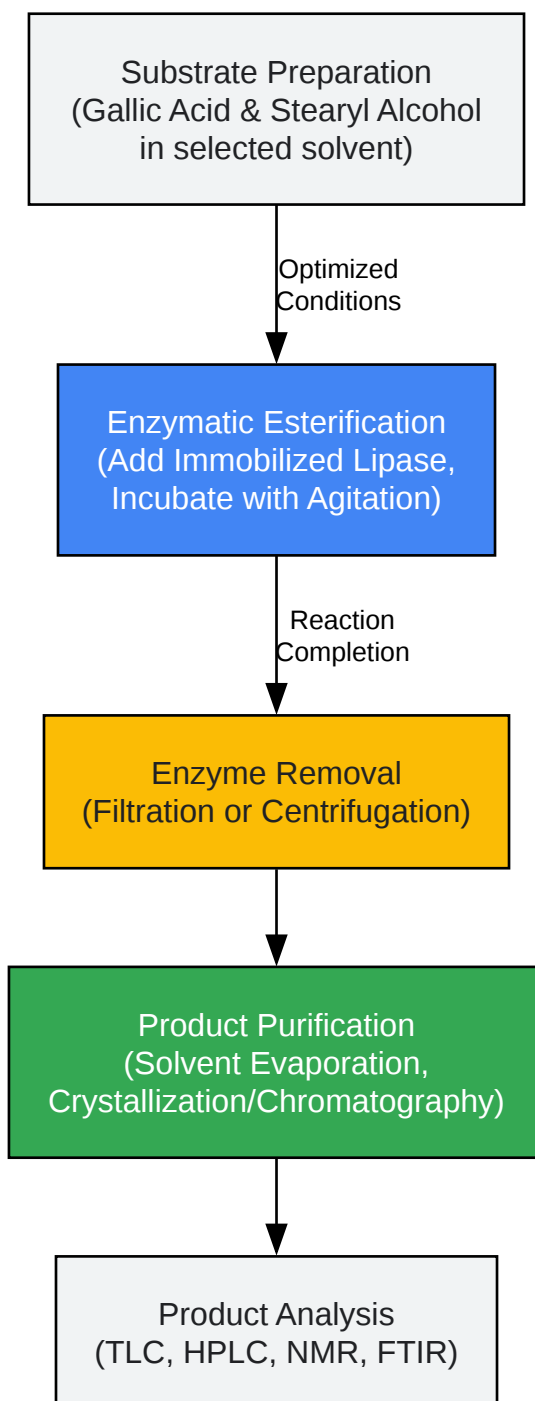 Substrate Preparation
(Gallic Acid & Stearyl Alcohol
in selected solvent)
Optimized
Conditions
Enzymatic Esterification
(Add Immobilized Lipase,
Incubate with Agitation)
Reaction
Completion
Enzyme Removal
(Filtration or Centrifugation)
Product Purification
(Solvent Evaporation,
Crystallization/Chromatography)
Product Analysis
(TLC, HPLC, NMR, FTIR)